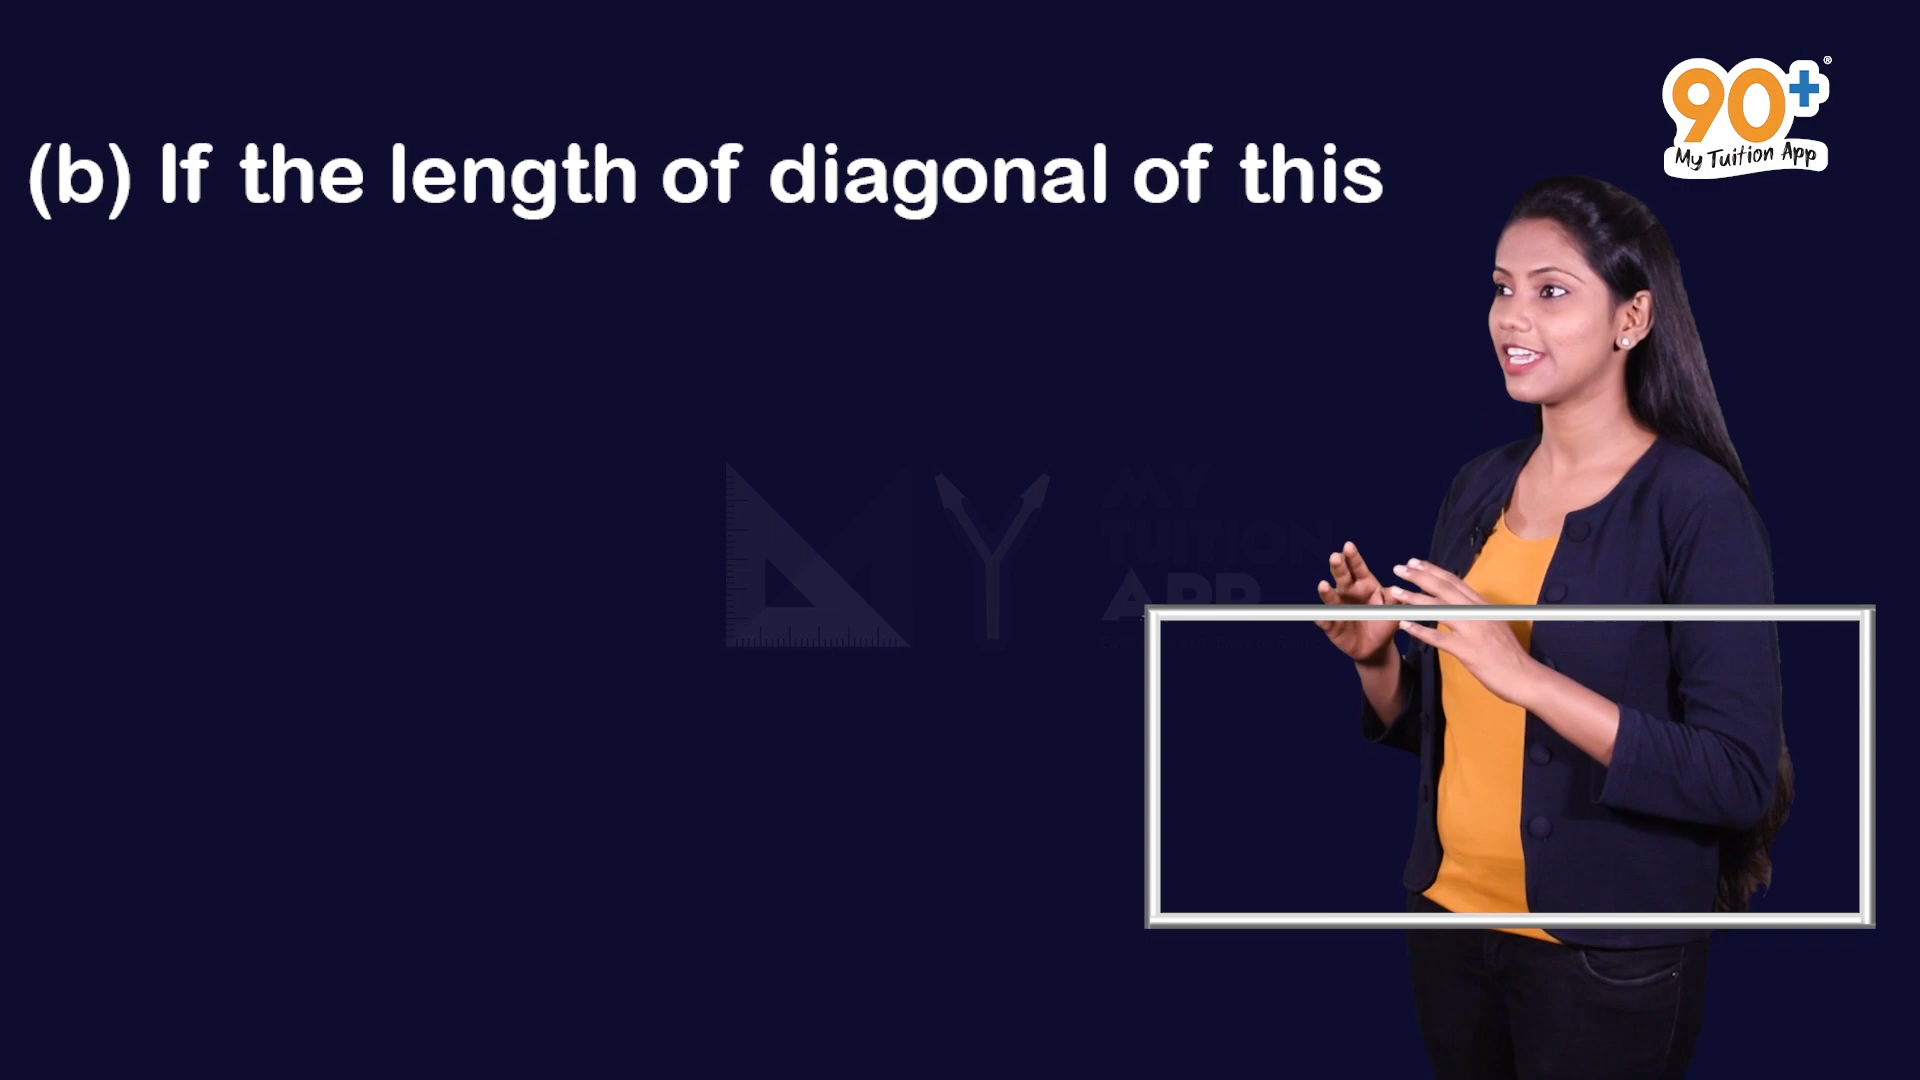 90+
®
My Tuition App
(b) If the length of diagonal of this
MY
TUITION
APP